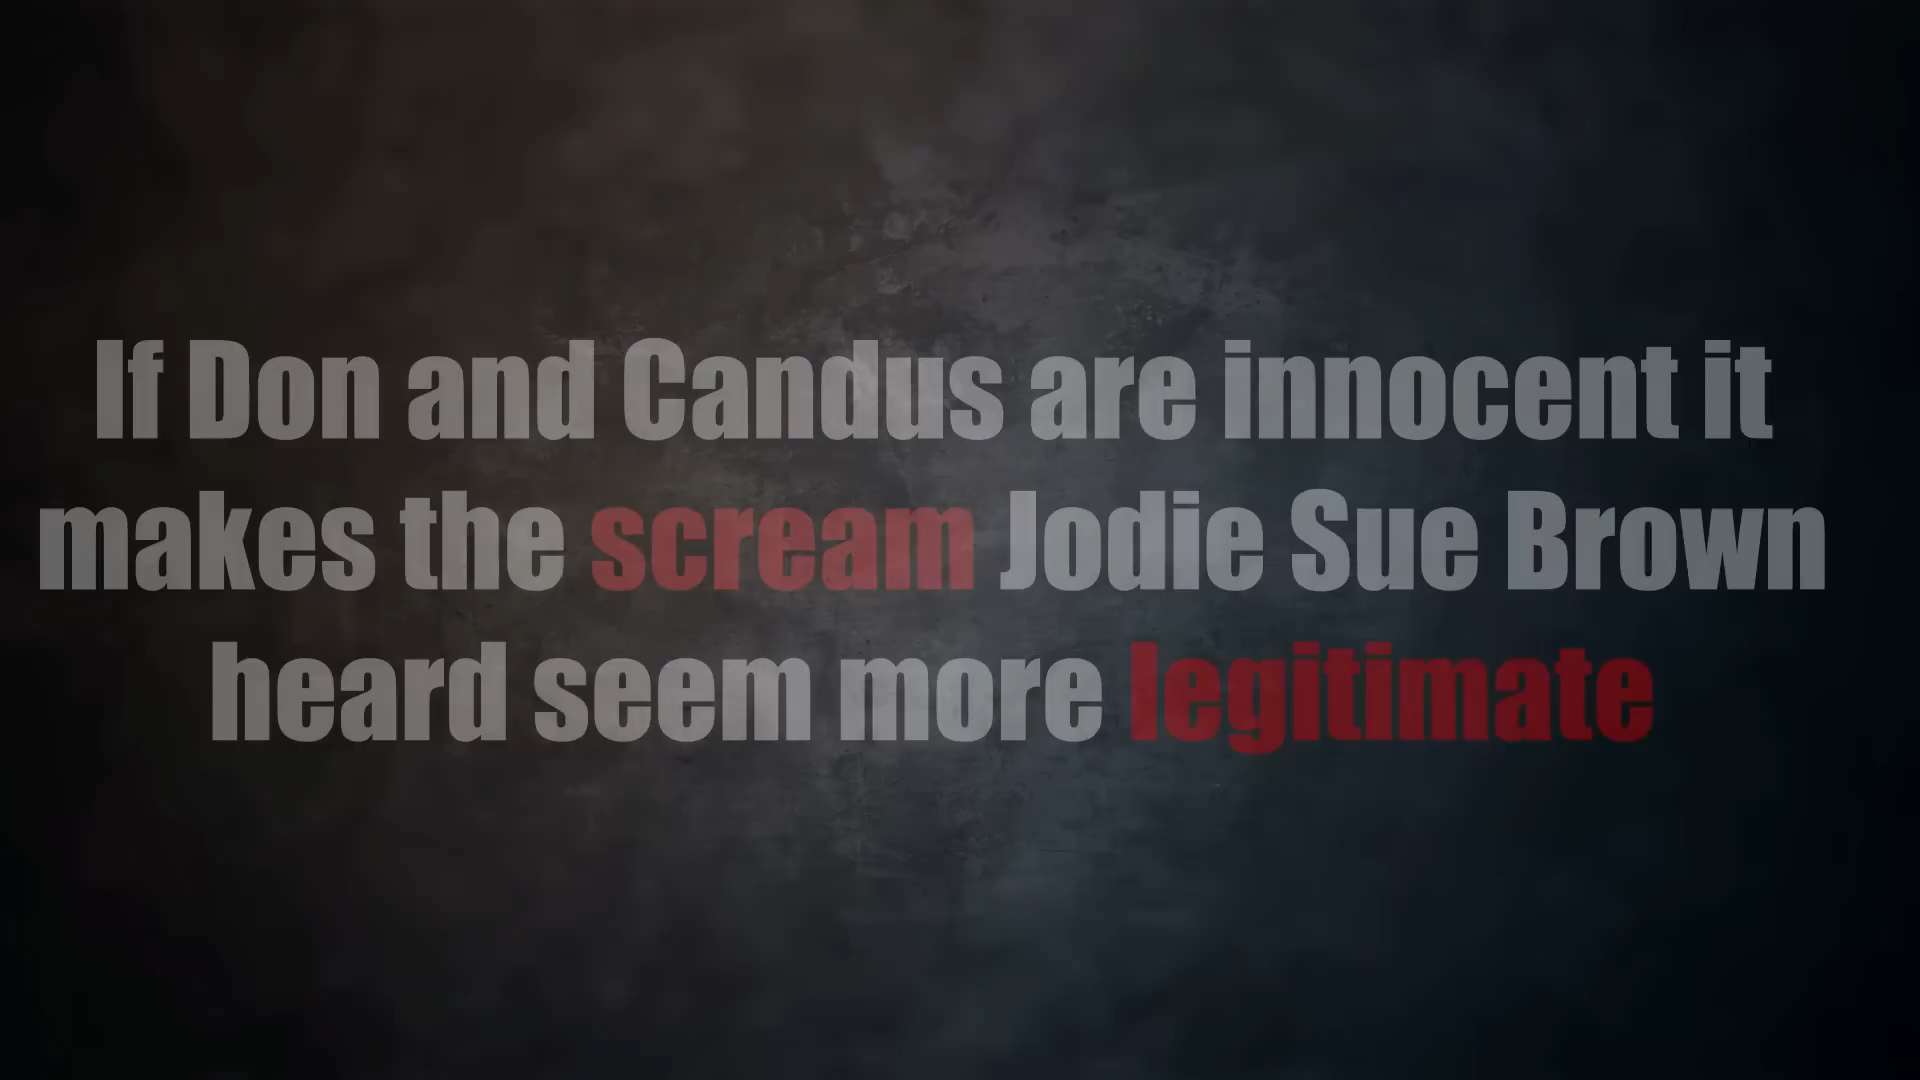 If Don and Candus are innocent it
makes the scream Jodie Sue Brown
heard seem more legitimate